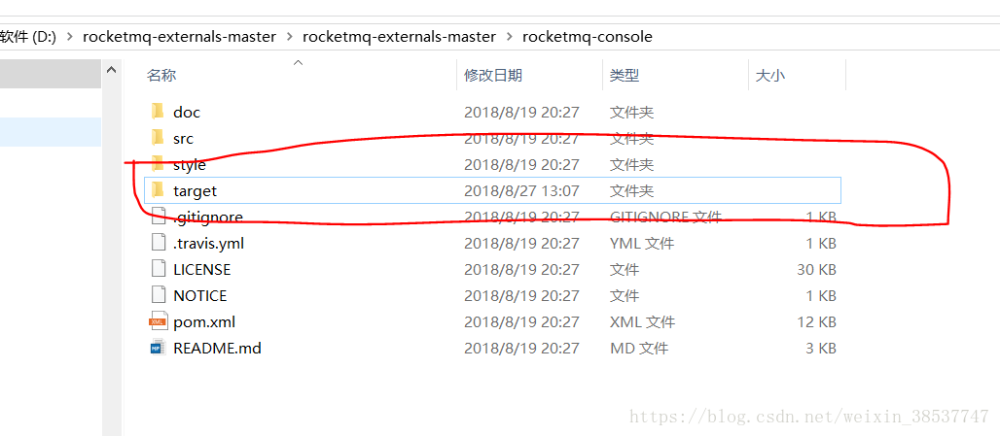 软件 (D:) > rocketmq-externals-master > rocketmq-externals-master > rocketmq-console
名称 修改日期 类型 大小
doc 2018/8/19 20:27 文件夹
src 2018/8/19 20:27 文件夹
style 2018/8/19 20:27 文件夹
target 2018/8/27 13:07 文件夹
.gitignore 2018/8/19 20:27 GITIGNORE 文件 1 KB
.travis.yml 2018/8/19 20:27 YML 文件 1 KB
LICENSE 2018/8/19 20:27 文件 30 KB
NOTICE 2018/8/19 20:27 文件 1 KB
pom.xml 2018/8/19 20:27 XML 文件 12 KB
README.md 2018/8/19 20:27 MD 文件 3 KB
https://blog.csdn.net/weixin_38537747